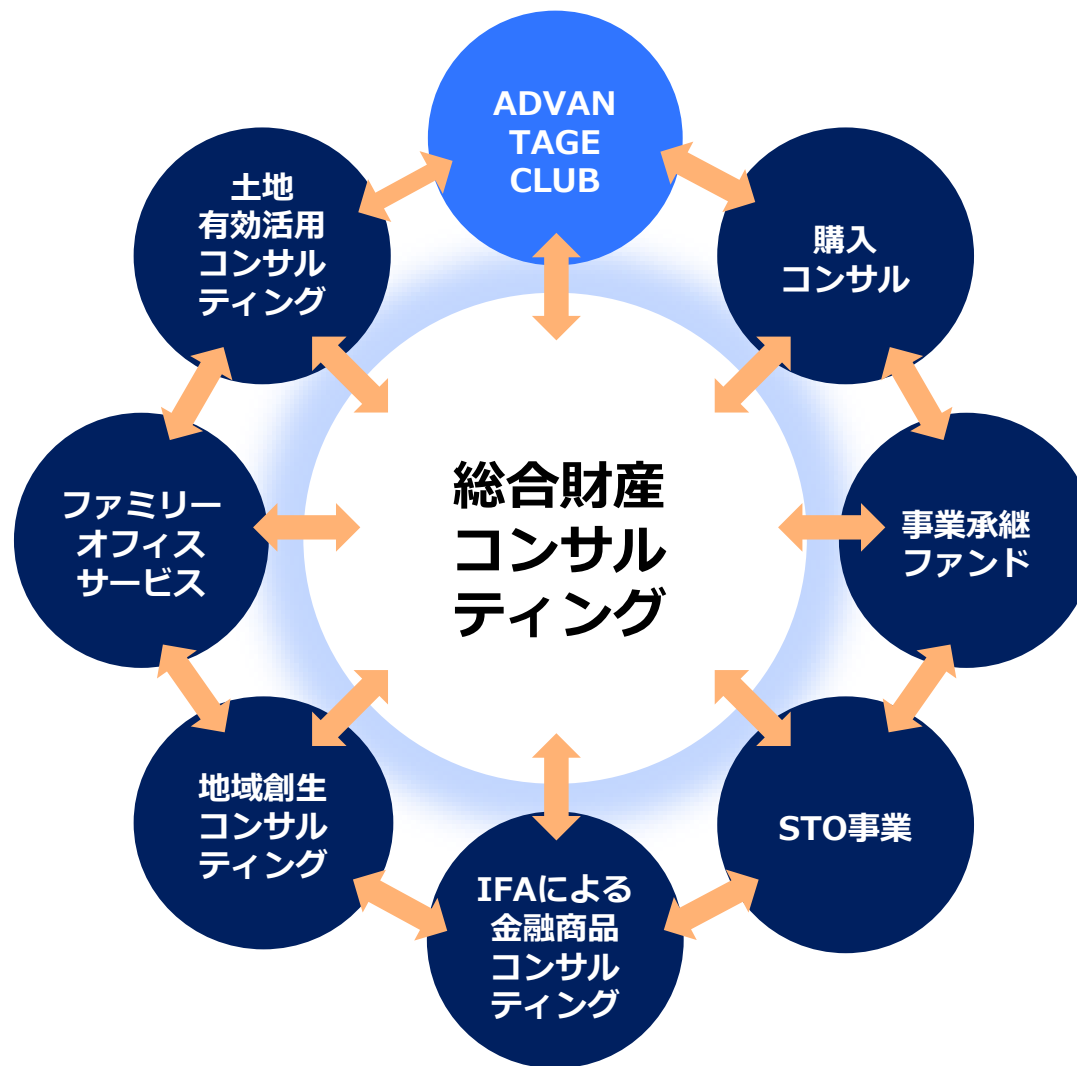 ADVAN
TAGE
CLUB
購入
コンサル
事業承継
ファンド
STO事業
IFAによる
金融商品
コンサル
ティング
地域創生
コンサル
ティング
ファミリー
オフィス
サービス
土地
有効活用
コンサル
ティング
総合財産
コンサル
ティング